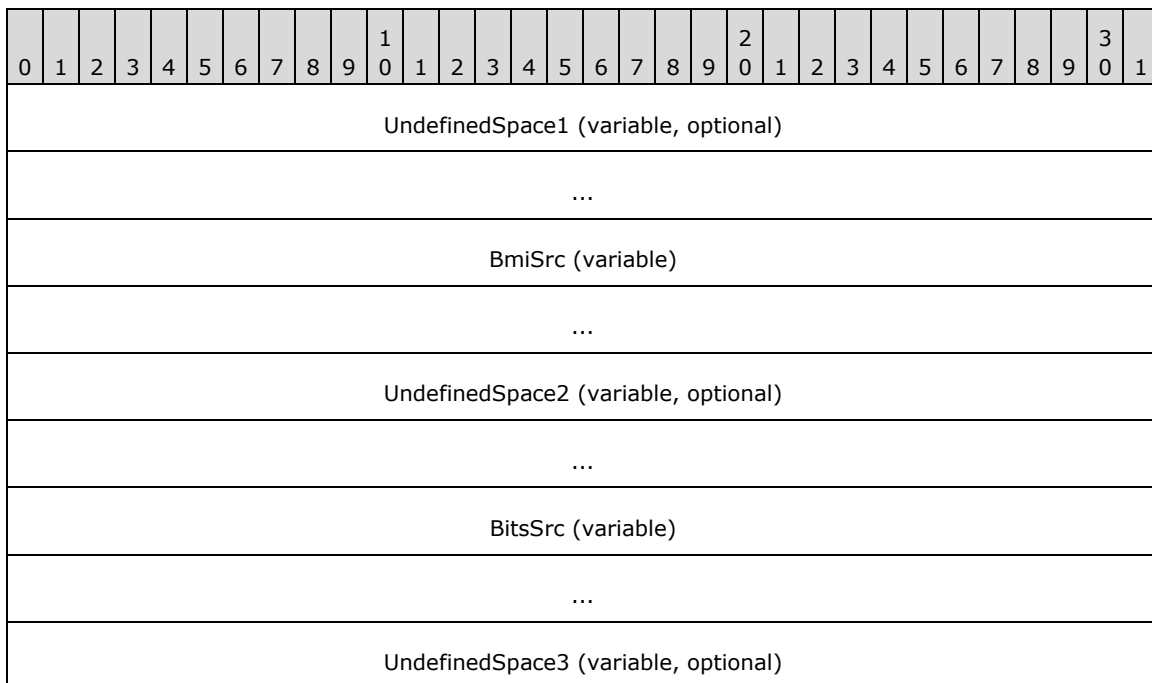 1 2 3
0 1 2 3 4 5 6 7 8 9 0 1 2 3 4 5 6 7 8 9 0 1 2 3 4 5 6 7 8 9 0 1
UndefinedSpace1 (variable, optional)
...
BmiSrc (variable)
...
UndefinedSpace2 (variable, optional)
...
BitsSrc (variable)
...
UndefinedSpace3 (variable, optional)